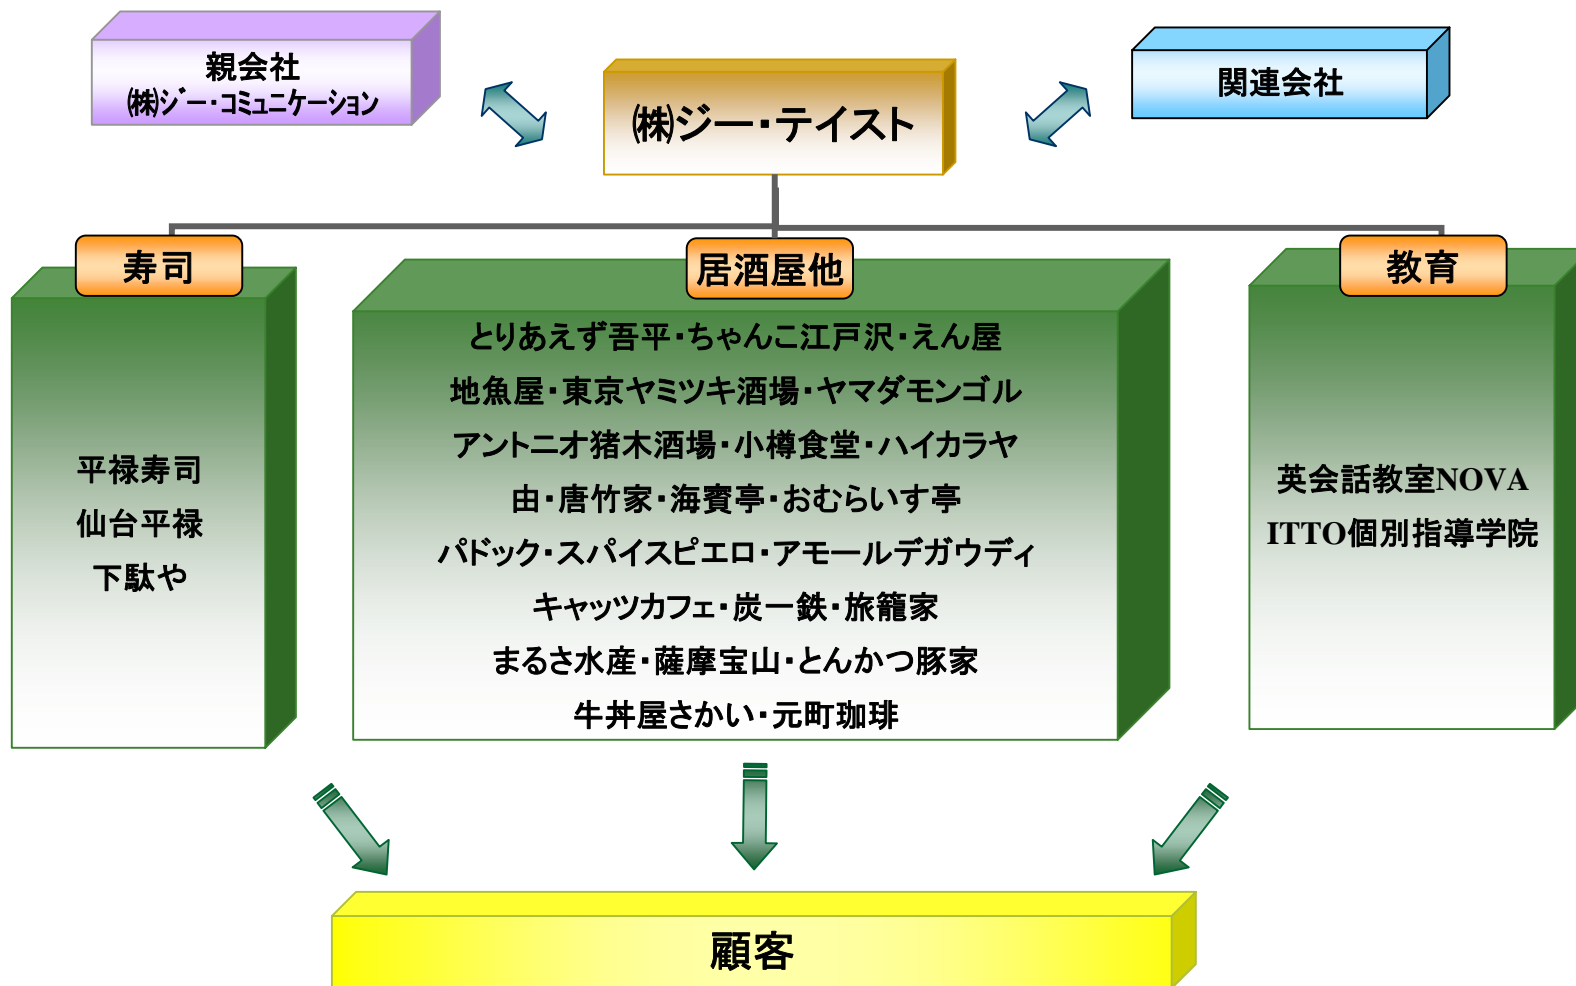 親会社
㈱ジー・コミュニケーション
㈱ジー・テイスト
関連会社
寿司
平禄寿司
仙台平禄
下駄や
居酒屋他
とりあえず吾平・ちゃんこ江戸沢・えん屋
地魚屋・東京ヤミツキ酒場・ヤマダモンゴル
アントニオ猪木酒場・小樽食堂・ハイカラヤ
由・唐竹家・海賓亭・おむらいす亭
パドック・スパイスピエロ・アモールデガウディ
キャッツカフェ・炭一鉄・旅籠家
まるさ水産・薩摩宝山・とんかつ豚家
牛丼屋さかい・元町珈琲
教育
英会話教室NOVA
ITTO個別指導学院
顧客